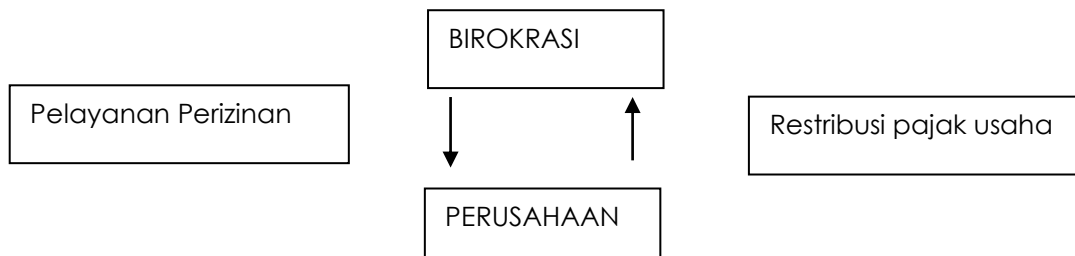 BIROKRASI
Pelayanan Perizinan
Restribusi pajak usaha
PERUSAHAAN